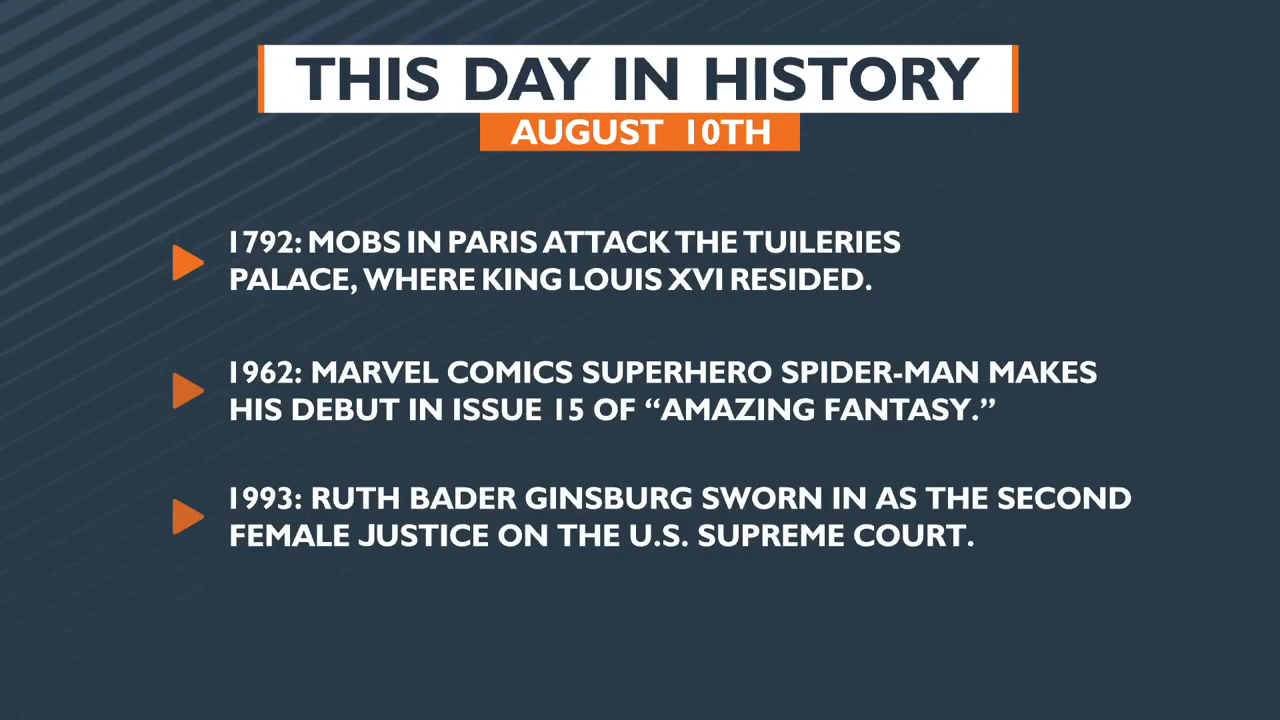 THIS DAY IN HISTORY
AUGUST 10TH
1792: MOBS IN PARIS ATTACK THE TUILERIES
PALACE, WHERE KING LOUIS XVI RESIDED.
1962: MARVEL COMICS SUPERHERO SPIDER-MAN MAKES
HIS DEBUT IN ISSUE 15 OF “AMAZING FANTASY.”
1993: RUTH BADER GINSBURG SWORN IN AS THE SECOND
FEMALE JUSTICE ON THE U.S. SUPREME COURT.